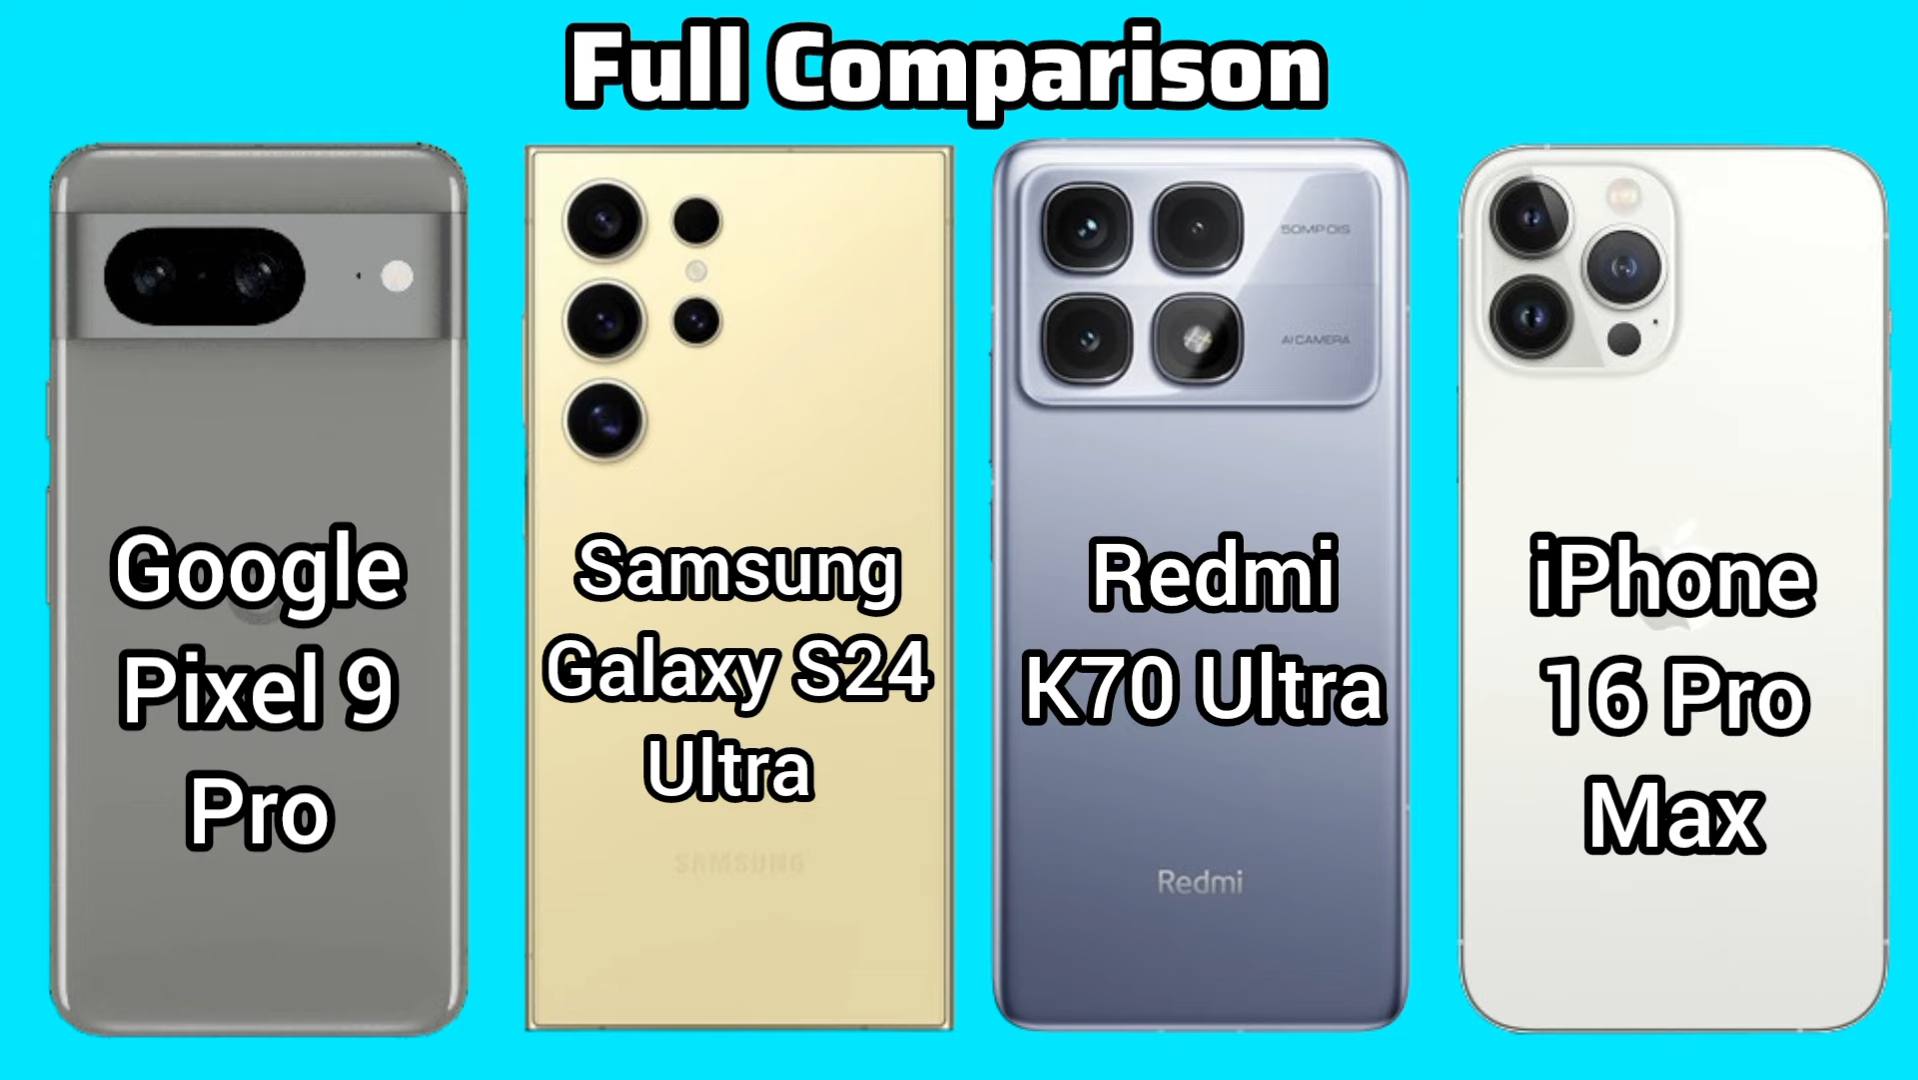 Full Comparison
Google
Pixel 9
Pro
Samsung
Galaxy S24
Ultra
SAMSUNG
50MP OIS
AI CAMERA
Redmi
K70 Ultra
Redmi
iPhone
16 Pro
Max